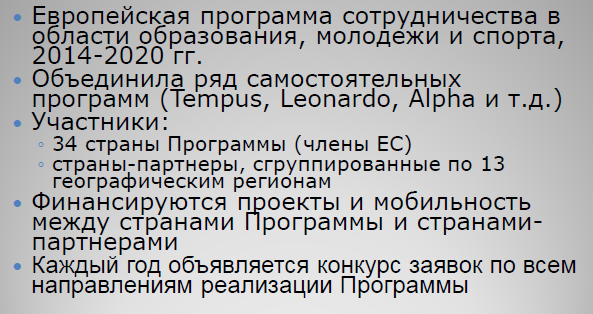 • Европейская программа сотрудничества в
области образования, молодежи и спорта,
2014-2020 гг.
• Объединила ряд самостоятельных
программ (Tempus, Leonardo, Alpha и т.д.)
• Участники:
◦ 34 страны Программы (члены ЕС)
◦ страны-партнеры, сгруппированные по 13
географическим регионам
• Финансируются проекты и мобильность
между странами Программы и странами-
партнерами
• Каждый год объявляется конкурс заявок по всем
направлениям реализации Программы